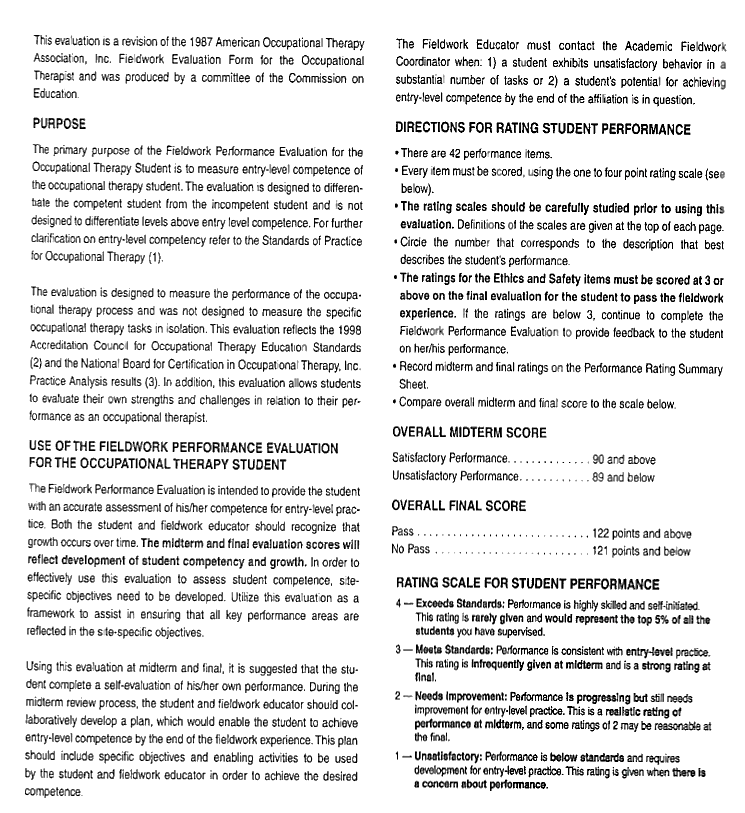 This evaluation is a revision of the 1987 American Occupational Therapy
Association, Inc. Fieldwork Evaluation Form for the Occupational
Therapist and was produced by a committee of the Commission on
Education.
PURPOSE
The primary purpose of the Fieldwork Performance Evaluation for the
Occupational Therapy Student is to measure entry-level competence of
the occupational therapy student. The evaluation is designed to differen-
tiate the competent student from the incompetent student and is not
designed to differentiate levels above entry level competence. For further
clarification on entry-level competency refer to the Standards of Practice
for Occupational Therapy (1).
The evaluation is designed to measure the performance of the occupa-
tional therapy process and was not designed to measure the specific
occupational therapy tasks in isolation. This evaluation reflects the 1998
Accreditation Council for Occupational Therapy Education Standards
(2) and the National Board for Certification in Occupational Therapy, Inc.
Practice Analysis results (3). In addition, this evaluation allows students
to evaluate their own strengths and challenges in relation to their per-
formance as an occupational therapist.
USE OF THE FIELDWORK PERFORMANCE EVALUATION
FOR THE OCCUPATIONAL THERAPY STUDENT
The Fieldwork Performance Evaluation is intended to provide the student
with an accurate assessment of his/her competence for entry-level prac-
tice. Both the student and fieldwork educator should recognize that
growth occurs over time. The midterm and final evaluation scores will
reflect development of student competency and growth. In order to
effectively use this evaluation to assess student competence, site-
specific objectives need to be developed. Utilize this evaluation as a
framework to assist in ensuring that all key performance areas are
reflected in the site-specific objectives.
Using this evaluation at midterm and final, it is suggested that the stu-
dent complete a self-evaluation of his/her own performance. During the
midterm review process, the student and fieldwork educator should col-
laboratively develop a plan, which would enable the student to achieve
entry-level competence by the end of the fieldwork experience. This plan
should include specific objectives and enabling activities to be used
by the student and fieldwork educator in order to achieve the desired
competence.
The Fieldwork Educator must contact the Academic Fieldwork
Coordinator when: 1) a student exhibits unsatisfactory behavior in a
substantial number of tasks or 2) a student's potential for achieving
entry-level competence by the end of the affiliation is in question.
DIRECTIONS FOR RATING STUDENT PERFORMANCE
• There are 42 performance items.
• Every item must be scored, using the one to four point rating scale (see
below).
• The rating scales should be carefully studied prior to using this
evaluation. Definitions of the scales are given at the top of each page.
• Circle the number that corresponds to the description that best
describes the student's performance.
• The ratings for the Ethics and Safety items must be scored at 3 or
above on the final evaluation for the student to pass the fieldwork
experience. If the ratings are below 3, continue to complete the
Fieldwork Performance Evaluation to provide feedback to the student
on her/his performance.
• Record midterm and final ratings on the Performance Rating Summary
Sheet.
• Compare overall midterm and final score to the scale below.
OVERALL MIDTERM SCORE
Satisfactory Performance. . . . . . . . . . . . . 90 and above
Unsatisfactory Performance. . . . . . . . . . . 89 and below
OVERALL FINAL SCORE
Pass . . . . . . . . . . . . . . . . . . . . . . . . . . . 122 points and above
No Pass . . . . . . . . . . . . . . . . . . . . . . . . 121 points and below
RATING SCALE FOR STUDENT PERFORMANCE
4 — Exceeds Standards: Performance is highly skilled and self-initiated.
This rating is rarely given and would represent the top 5% of all the
students you have supervised.
3 — Meets Standards: Performance is consistent with entry-level practice.
This rating is infrequently given at midterm and is a strong rating at
final.
2 — Needs Improvement: Performance is progressing but still needs
improvement for entry-level practice. This is a realistic rating of
performance at midterm, and some ratings of 2 may be reasonable at
the final.
1 — Unsatisfactory: Performance is below standards and requires
development for entry-level practice. This rating is given when there is
a concern about performance.